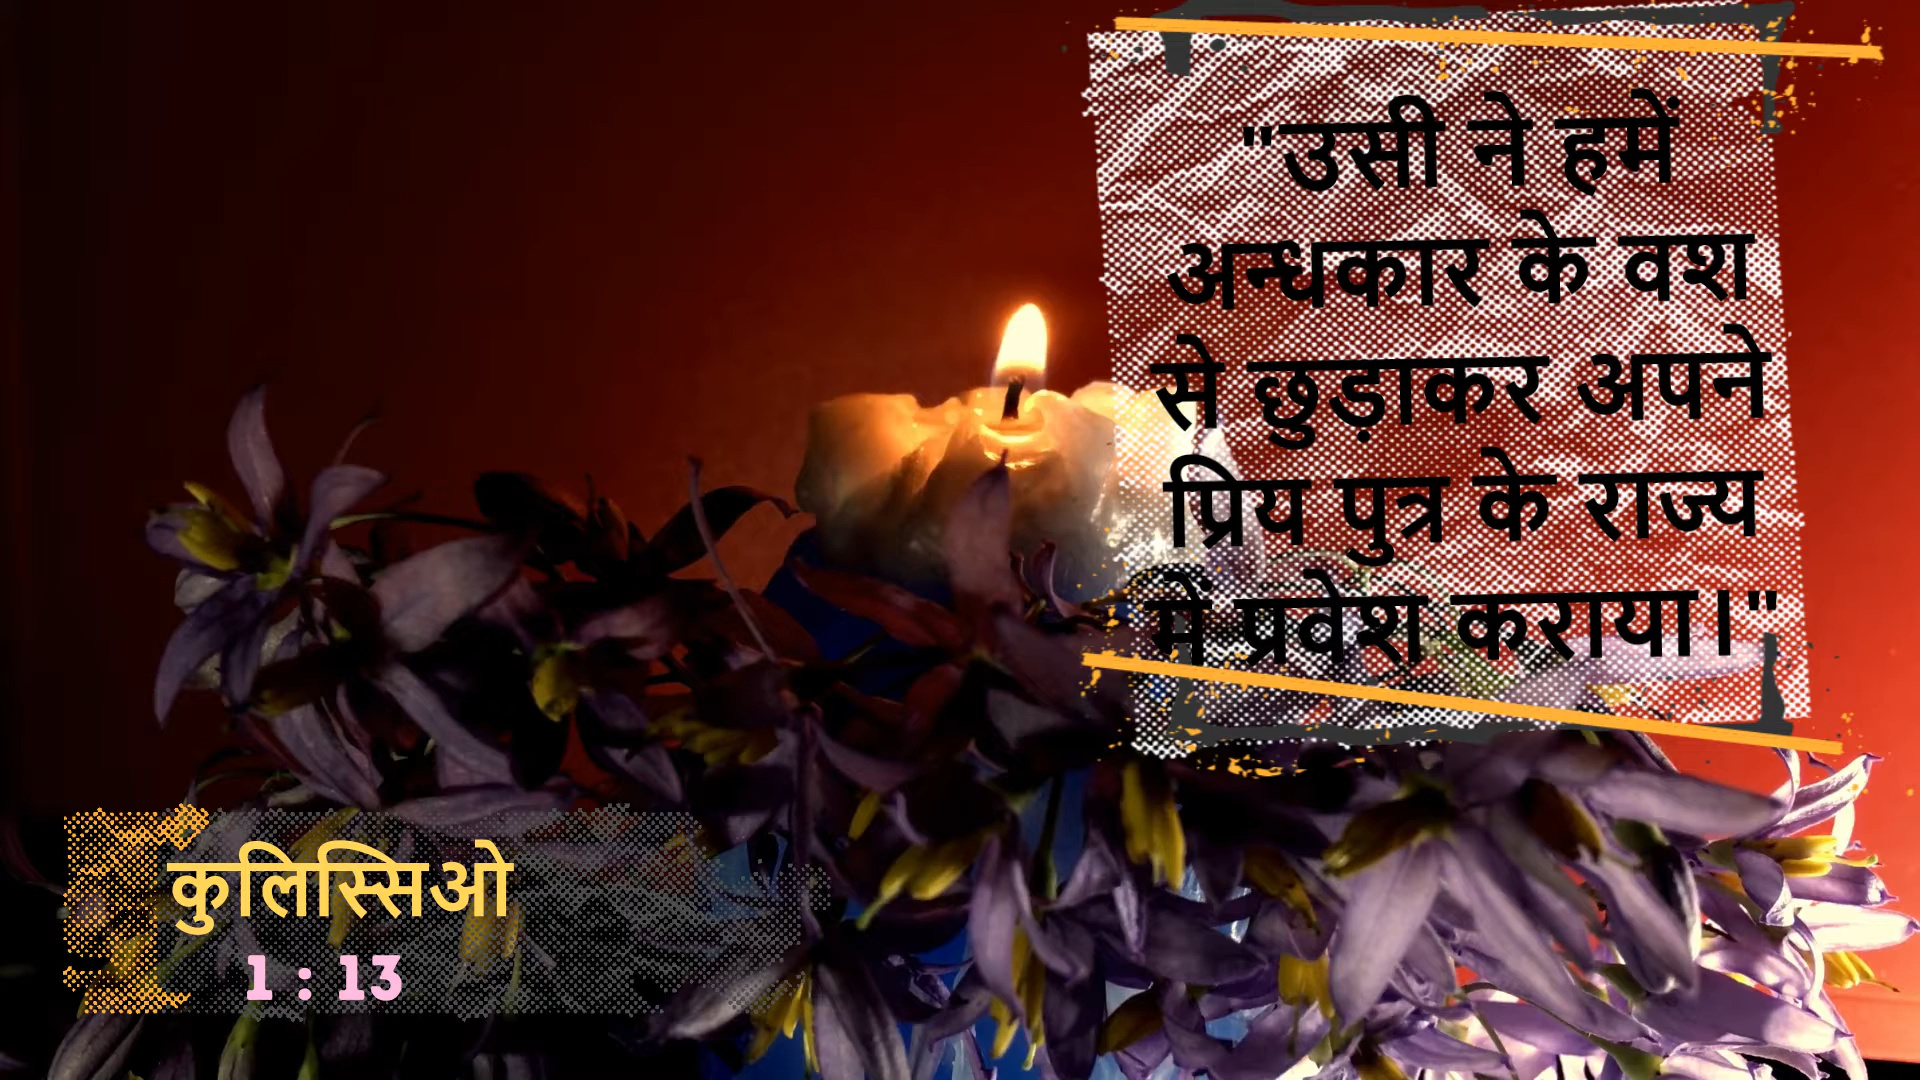 "उसी ने हमें
अन्धकार के वश
से छुड़ाकर अपने
प्रिय पुत्र के राज्य
में प्रवेश कराया।"
कुलिस्सिओ
1 : 13